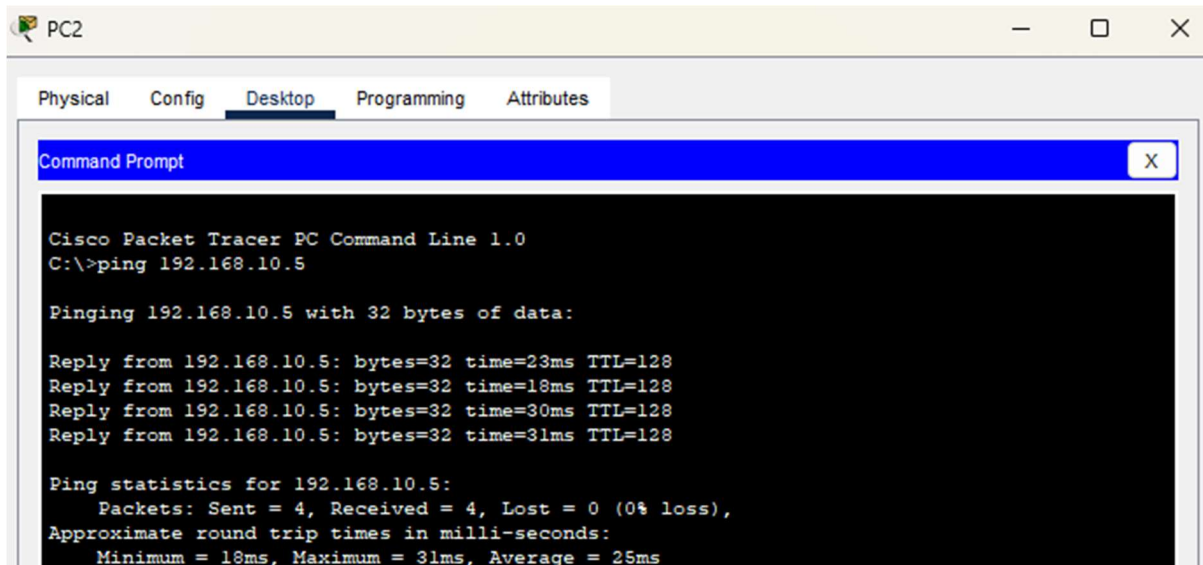 PC2
Physical Config Desktop Programming Attributes
Command Prompt X
Cisco Packet Tracer PC Command Line 1.0
C:\>ping 192.168.10.5
Pinging 192.168.10.5 with 32 bytes of data:
Reply from 192.168.10.5: bytes=32 time=23ms TTL=128
Reply from 192.168.10.5: bytes=32 time=18ms TTL=128
Reply from 192.168.10.5: bytes=32 time=30ms TTL=128
Reply from 192.168.10.5: bytes=32 time=31ms TTL=128
Ping statistics for 192.168.10.5:
Packets: Sent = 4, Received = 4, Lost = 0 (0% loss),
Approximate round trip times in milli-seconds:
Minimum = 18ms, Maximum = 31ms, Average = 25ms